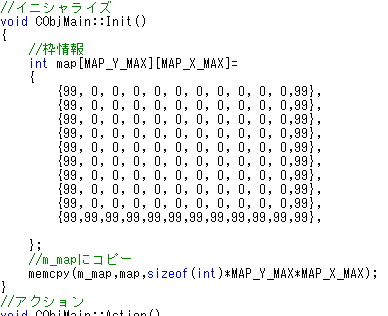 //イニシャライズ
void CObjMain::Init()
{
//枠情報
int map[MAP_Y_MAX][MAP_X_MAX]=
{
{99, 0, 0, 0, 0, 0, 0, 0, 0, 0, 0,99},
{99, 0, 0, 0, 0, 0, 0, 0, 0, 0, 0,99},
{99, 0, 0, 0, 0, 0, 0, 0, 0, 0, 0,99},
{99, 0, 0, 0, 0, 0, 0, 0, 0, 0, 0,99},
{99, 0, 0, 0, 0, 0, 0, 0, 0, 0, 0,99},
{99, 0, 0, 0, 0, 0, 0, 0, 0, 0, 0,99},
{99, 0, 0, 0, 0, 0, 0, 0, 0, 0, 0,99},
{99, 0, 0, 0, 0, 0, 0, 0, 0, 0, 0,99},
{99, 0, 0, 0, 0, 0, 0, 0, 0, 0, 0,99},
{99,99,99,99,99,99,99,99,99,99,99,99},
};
//m_mapにコピー
memcpy(m_map,map,sizeof(int)*MAP_Y_MAX*MAP_X_MAX);
}
//アクション
void CObjMain::Action()